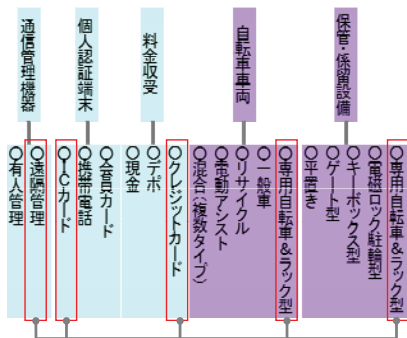 保管・係留設備
○専用自転車&ラック型
○電磁ロック駐輪型
○キーボックス型
○ゲート型
○平置き
自転車車両
○専用自転車&ラック型
○一般車
○リサイクル
○電動アシスト
○混合(複数タイプ)
料金収受
○クレジットカード
○デポ
○現金
個人認証端末
○会員カード
○携帯電話
○ICカード
通信管理機器
○遠隔管理
○有人管理